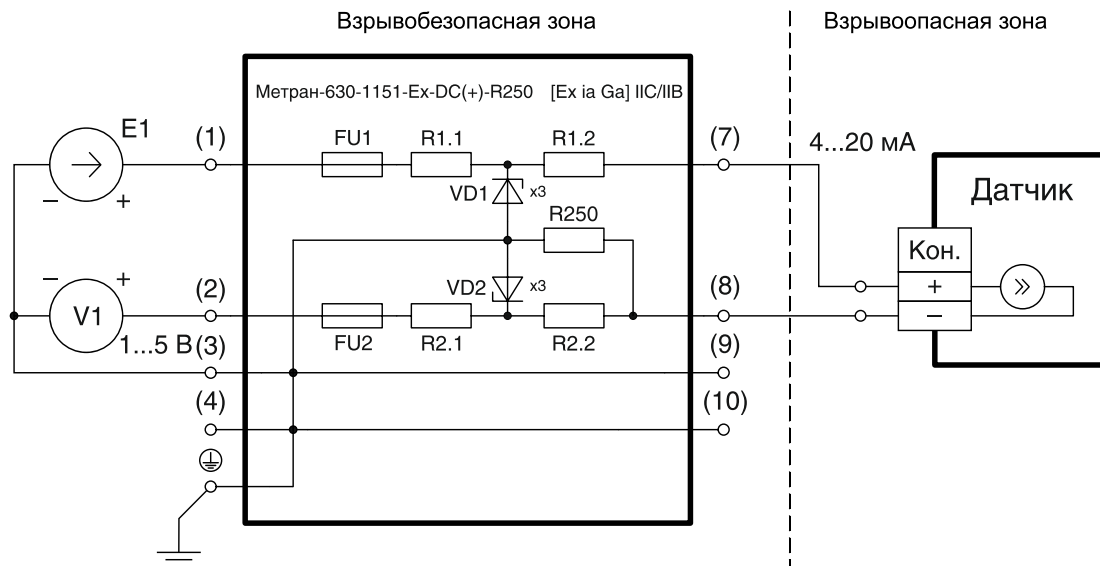 Взрывобезопасная зона
Взрывоопасная зона
Метран-630-1151-Ex-DC(+)-R250 [Ex ia Ga] IIC/IIB
E1
(1)
FU1
R1.1
R1.2
(7)
4...20 мА
− +
VD1
x3
R250
Датчик
Кон.
− +
V1
1...5 В
(2)
VD2
x3
(8)
+
−
FU2
R2.1
R2.2
(3)
(9)
(4)
(10)